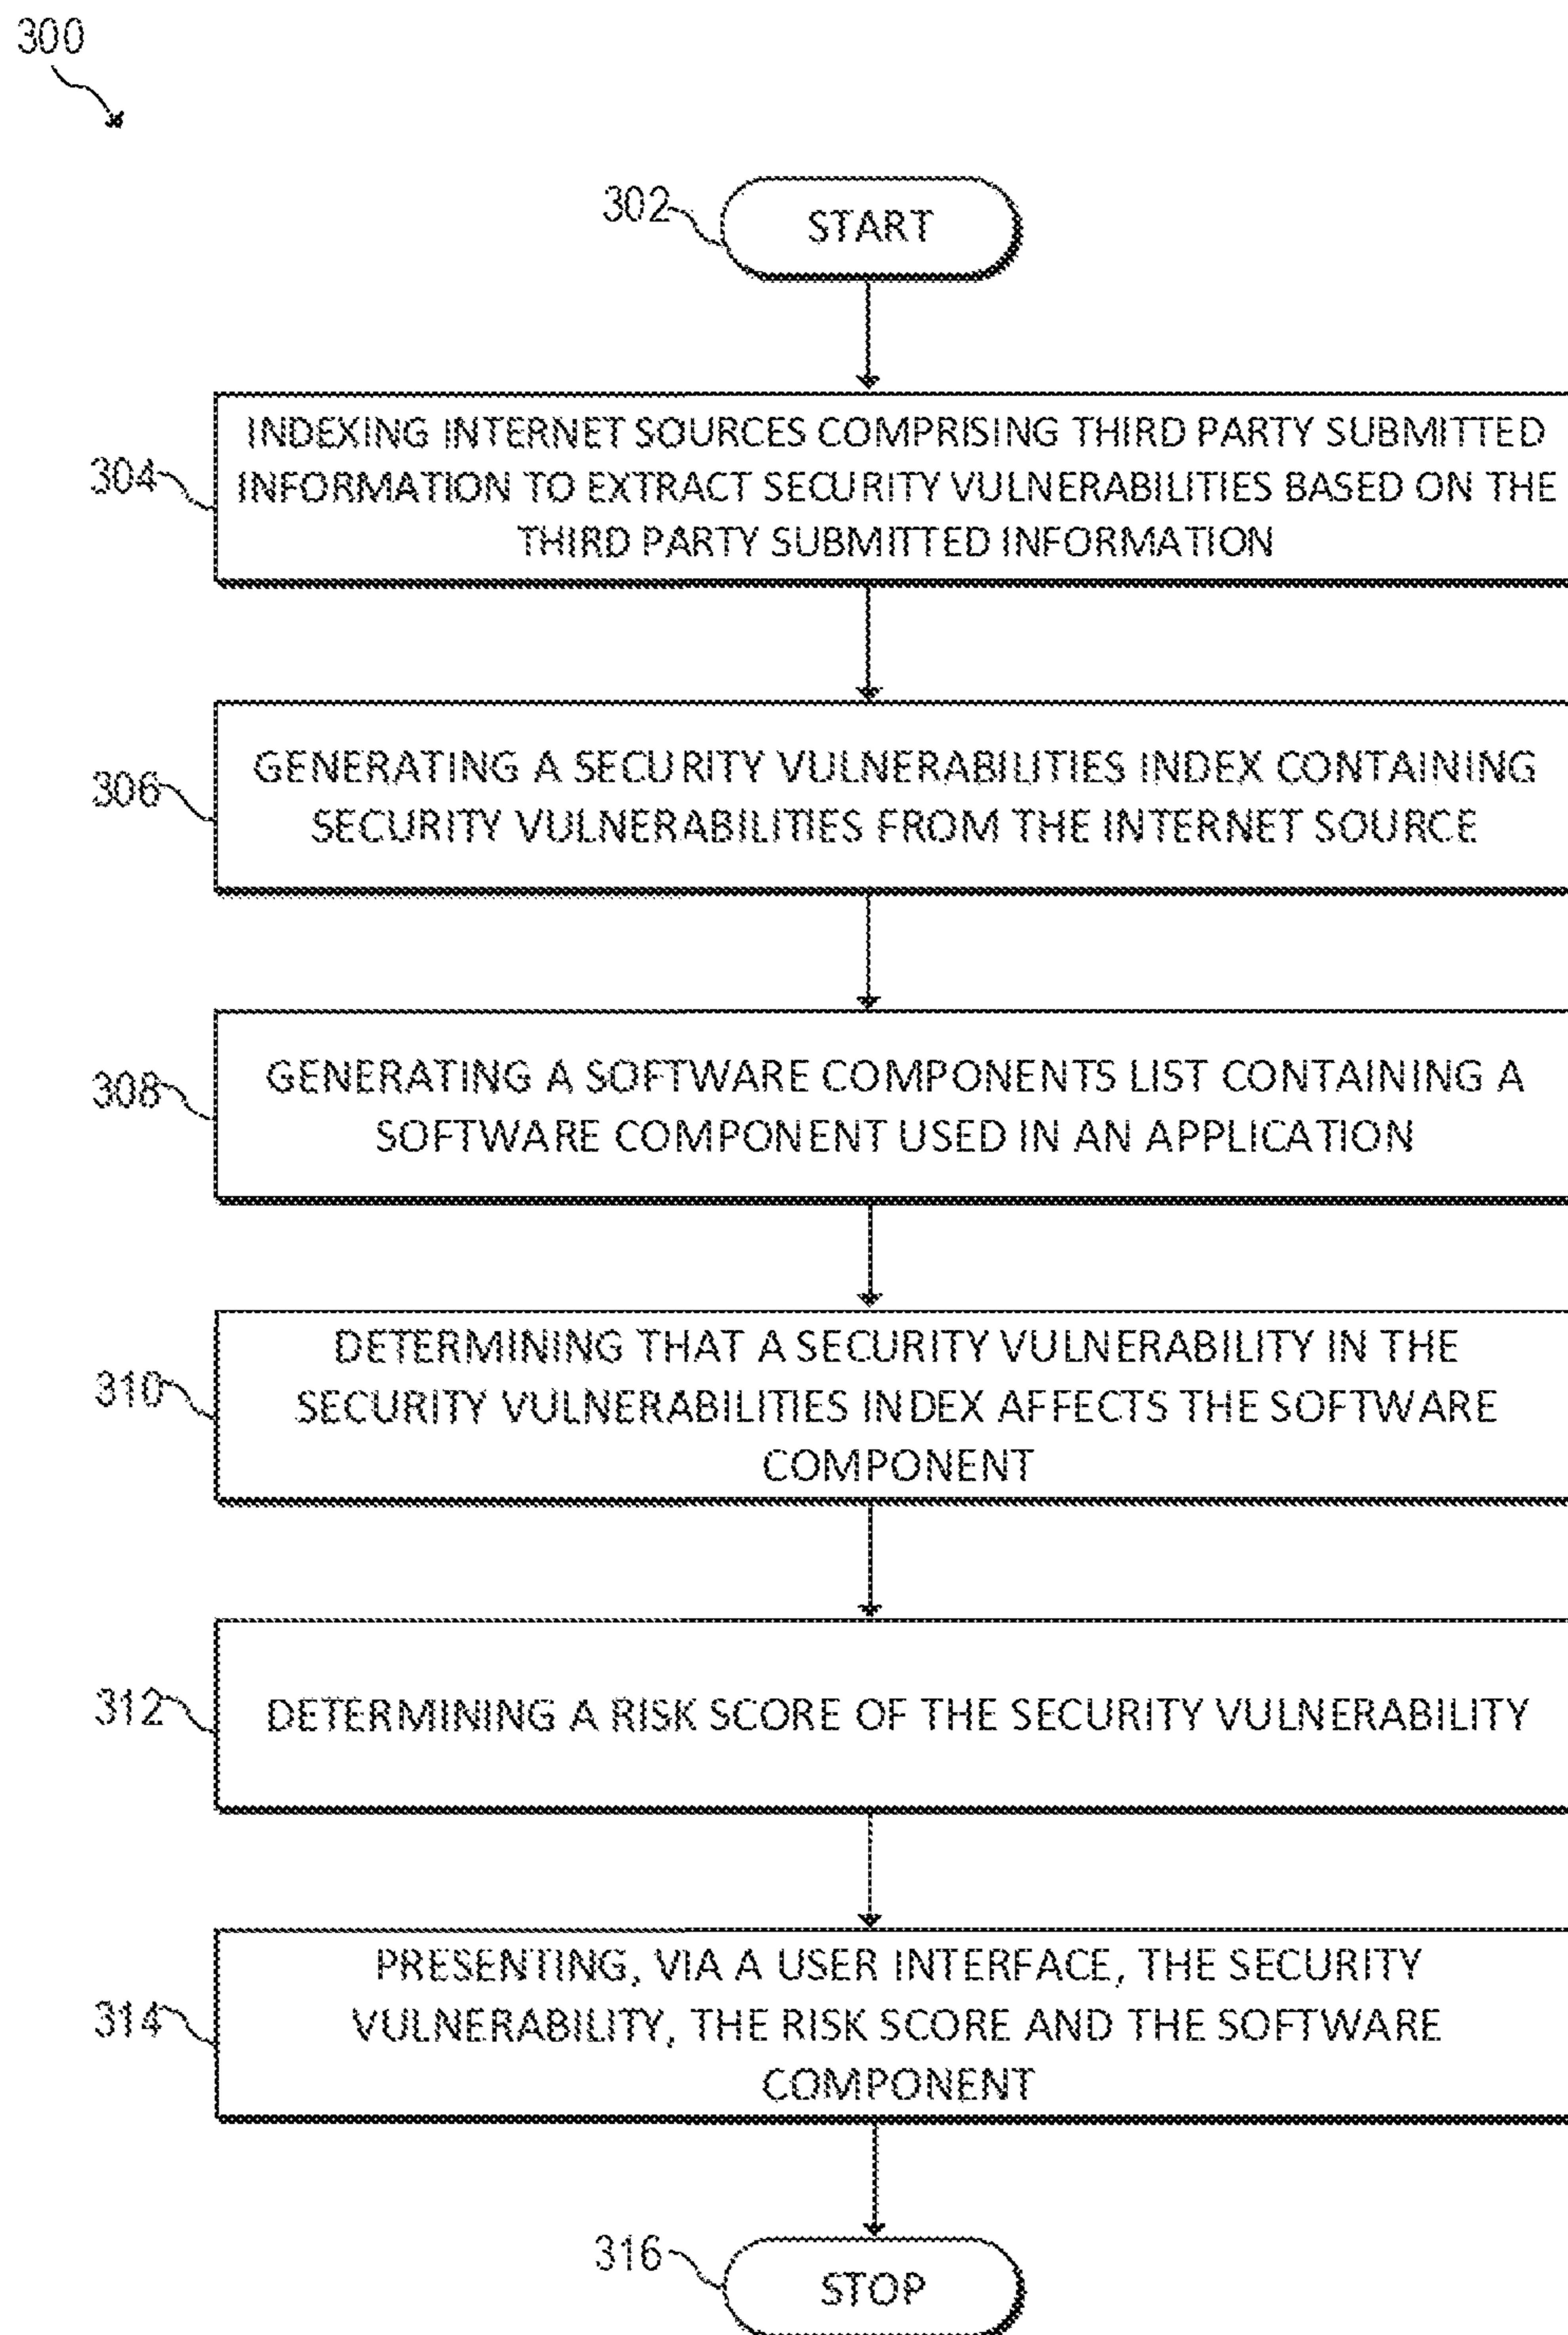 300
302
START
304
INDEXING INTERNET SOURCES COMPRISING THIRD PARTY SUBMITTED
INFORMATION TO EXTRACT SECURITY VULNERABILITIES BASED ON THE
THIRD PARTY SUBMITTED INFORMATION
306
GENERATING A SECURITY VULNERABILITIES INDEX CONTAINING
SECURITY VULNERABILITIES FROM THE INTERNET SOURCE
308
GENERATING A SOFTWARE COMPONENTS LIST CONTAINING A
SOFTWARE COMPONENT USED IN AN APPLICATION
310
DETERMINING THAT A SECURITY VULNERABILITY IN THE
SECURITY VULNERABILITIES INDEX AFFECTS THE SOFTWARE
COMPONENT
312
DETERMINING A RISK SCORE OF THE SECURITY VULNERABILITY
314
PRESENTING, VIA A USER INTERFACE, THE SECURITY
VULNERABILITY, THE RISK SCORE AND THE SOFTWARE
COMPONENT
316
STOP